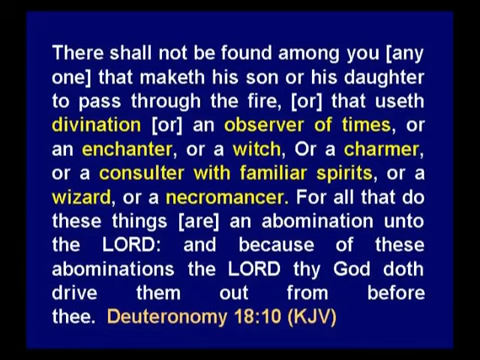 There shall not be found among you [any
one] that maketh his son or his daughter
to pass through the fire, [or] that useth
divination [or] an observer of times, or
an enchanter, or a witch, Or a charmer,
or a consulter with familiar spirits, or a
wizard, or a necromancer. For all that do
these things [are] an abomination unto
the LORD: and because of these
abominations the LORD thy God doth
drive them out from before
thee. Deuteronomy 18:10 (KJV)